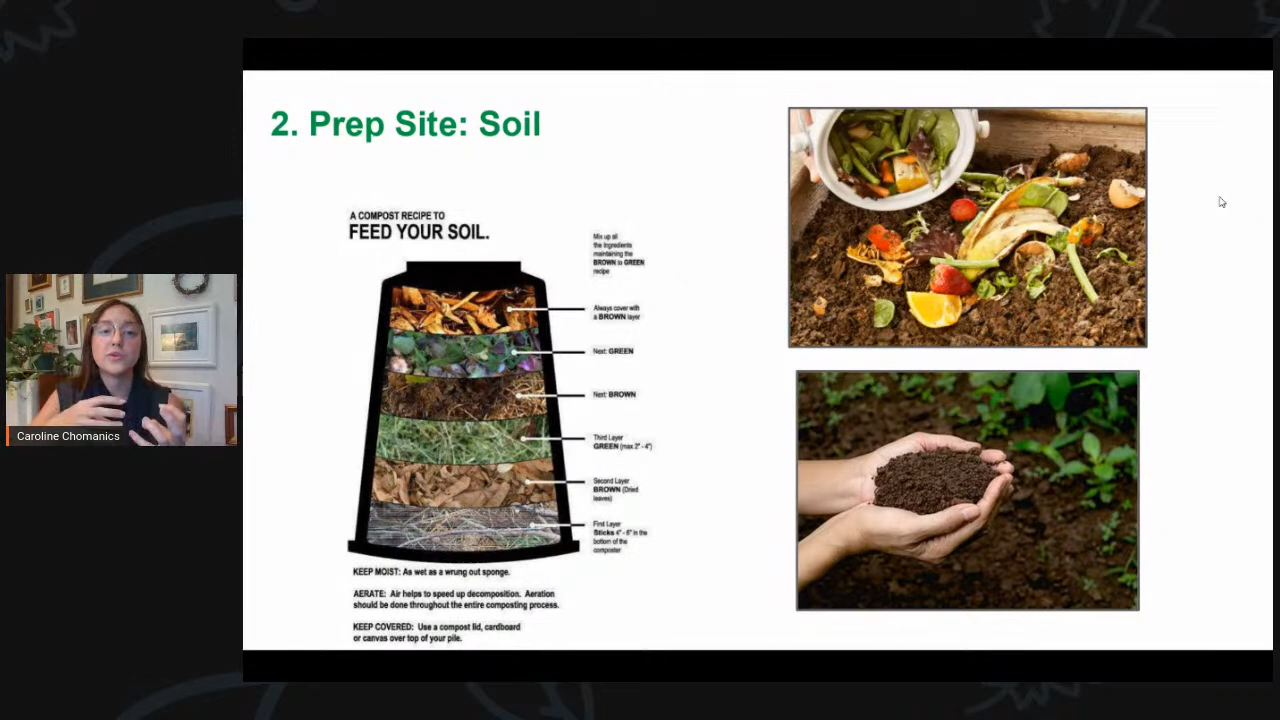 2. Prep Site: Soil
A COMPOST RECIPE TO
FEED YOUR SOIL.
Mix up all
the Ingredients
maintaining the
BROWN to GREEN
recipe
Always cover with
a BROWN layer
Next: GREEN
Next: BROWN
Third Layer
GREEN (max 2" - 4")
Second Layer
BROWN (Dried
leaves)
First Layer
Sticks 4" - 6" in the
bottom of the
composter
KEEP MOIST: As wet as a wrung out sponge.
AERATE: Air helps to speed up decomposition. Aeration
should be done throughout the entire composting process.
KEEP COVERED: Use a compost lid, cardboard
or canvas over top of your pile.
Caroline Chomanics